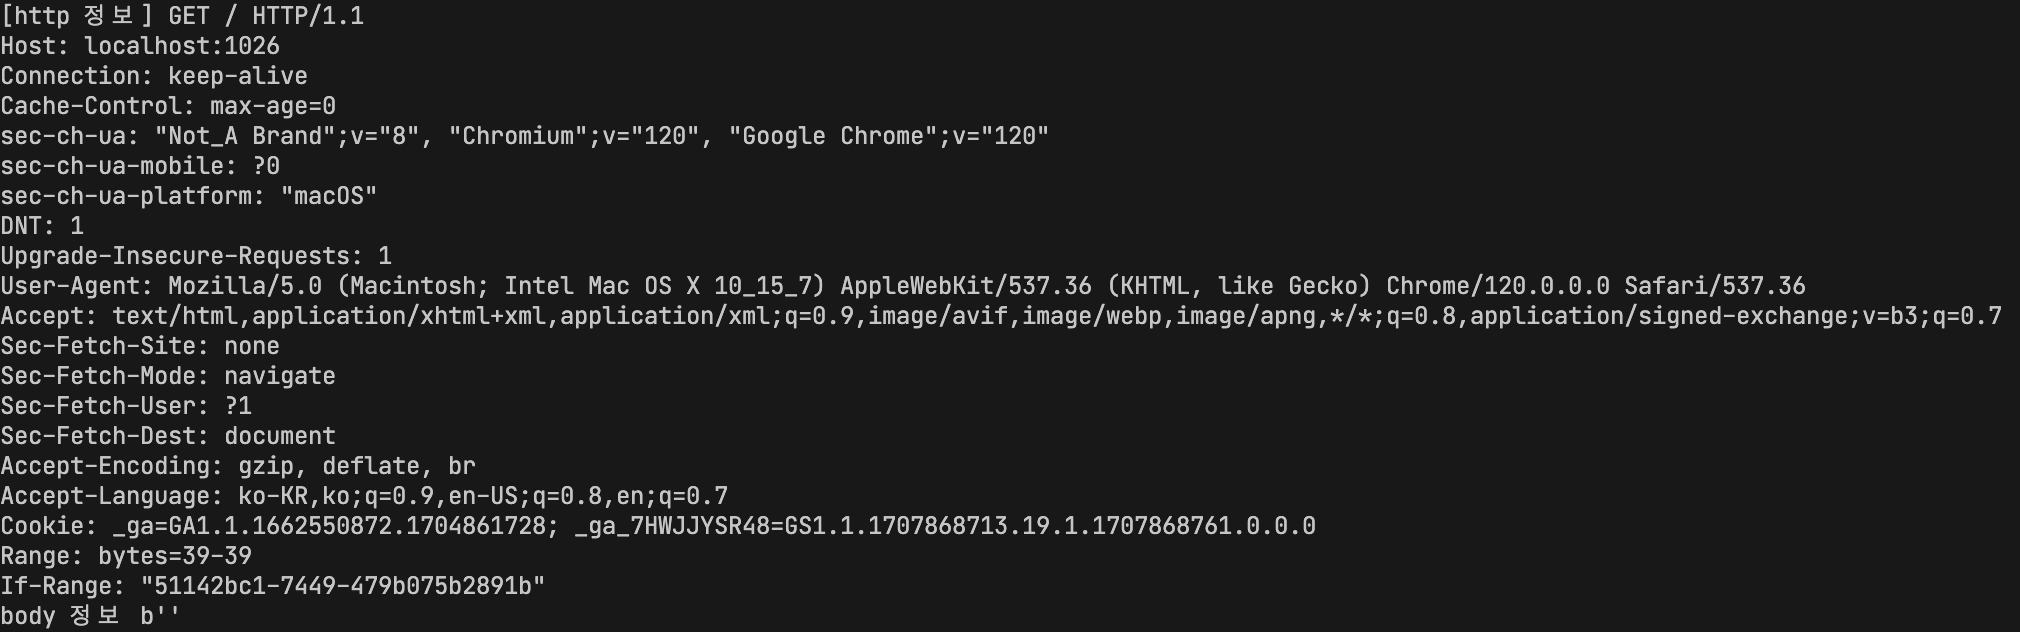 [http 정보] GET / HTTP/1.1
Host: localhost:1026
Connection: keep-alive
Cache-Control: max-age=0
sec-ch-ua: "Not_A Brand";v="8", "Chromium";v="120", "Google Chrome";v="120"
sec-ch-ua-mobile: ?0
sec-ch-ua-platform: "macOS"
DNT: 1
Upgrade-Insecure-Requests: 1
User-Agent: Mozilla/5.0 (Macintosh; Intel Mac OS X 10_15_7) AppleWebKit/537.36 (KHTML, like Gecko) Chrome/120.0.0.0 Safari/537.36
Accept: text/html,application/xhtml+xml,application/xml;q=0.9,image/avif,image/webp,image/apng,*/*;q=0.8,application/signed-exchange;v=b3;q=0.7
Sec-Fetch-Site: none
Sec-Fetch-Mode: navigate
Sec-Fetch-User: ?1
Sec-Fetch-Dest: document
Accept-Encoding: gzip, deflate, br
Accept-Language: ko-KR,ko;q=0.9,en-US;q=0.8,en;q=0.7
Cookie: _ga=GA1.1.1662550872.1704861728; _ga_7HWJJYSR48=GS1.1.1707868713.19.1.1707868761.0.0.0
Range: bytes=39-39
If-Range: "51142bc1-7449-479b075b2891b"
body 정보 b''